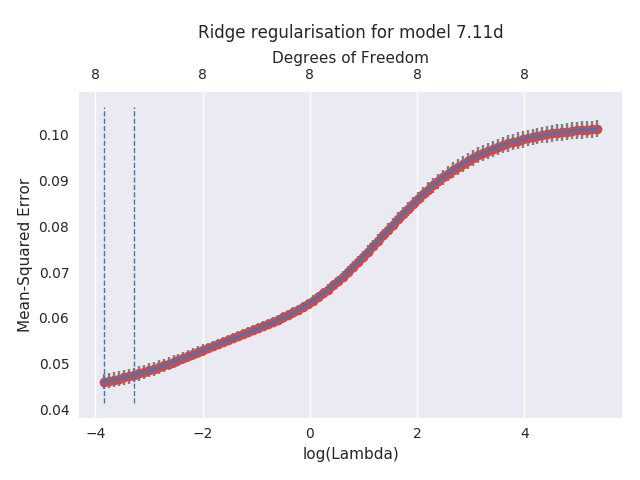 Ridge regularisation for model 7.11d
Degrees of Freedom
8 8 8 8 8
0.10
0.09
0.08
0.07
0.06
0.05
0.04
Mean-Squared Error
−4 −2 0 2 4
log(Lambda)